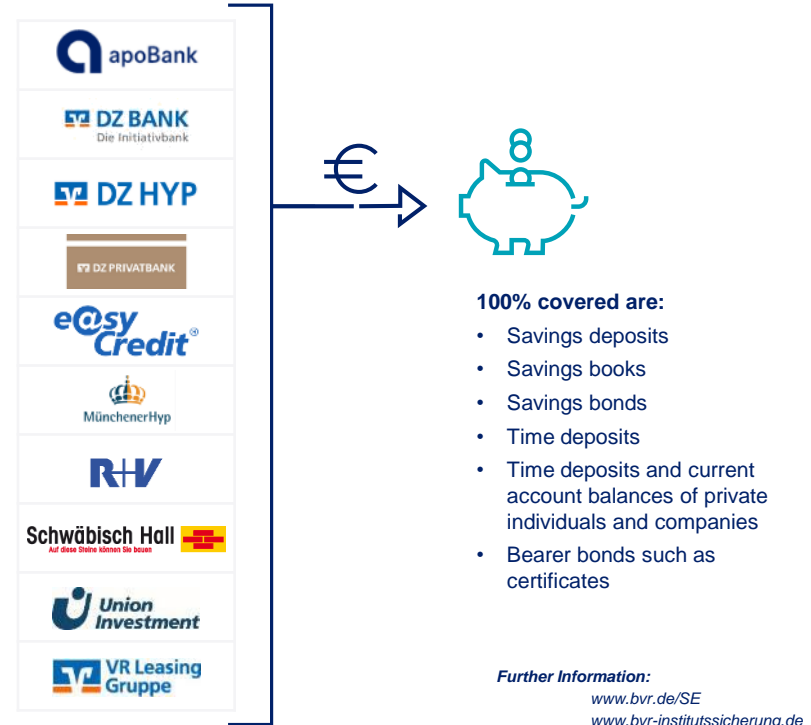 apoBank
DZ BANK
Die Initiativbank
DZ HYP
DZ PRIVATBANK
e@sy
Credit®
MünchenerHyp
R+V
Schwäbisch Hall
Auf diese Steine können Sie bauen
Union
Investment
VR Leasing
Gruppe
€
100% covered are:
• Savings deposits
• Savings books
• Savings bonds
• Time deposits
• Time deposits and current
account balances of private
individuals and companies
• Bearer bonds such as
certificates
Further Information:
www.bvr.de/SE
www.bvr-institutssicherung.de